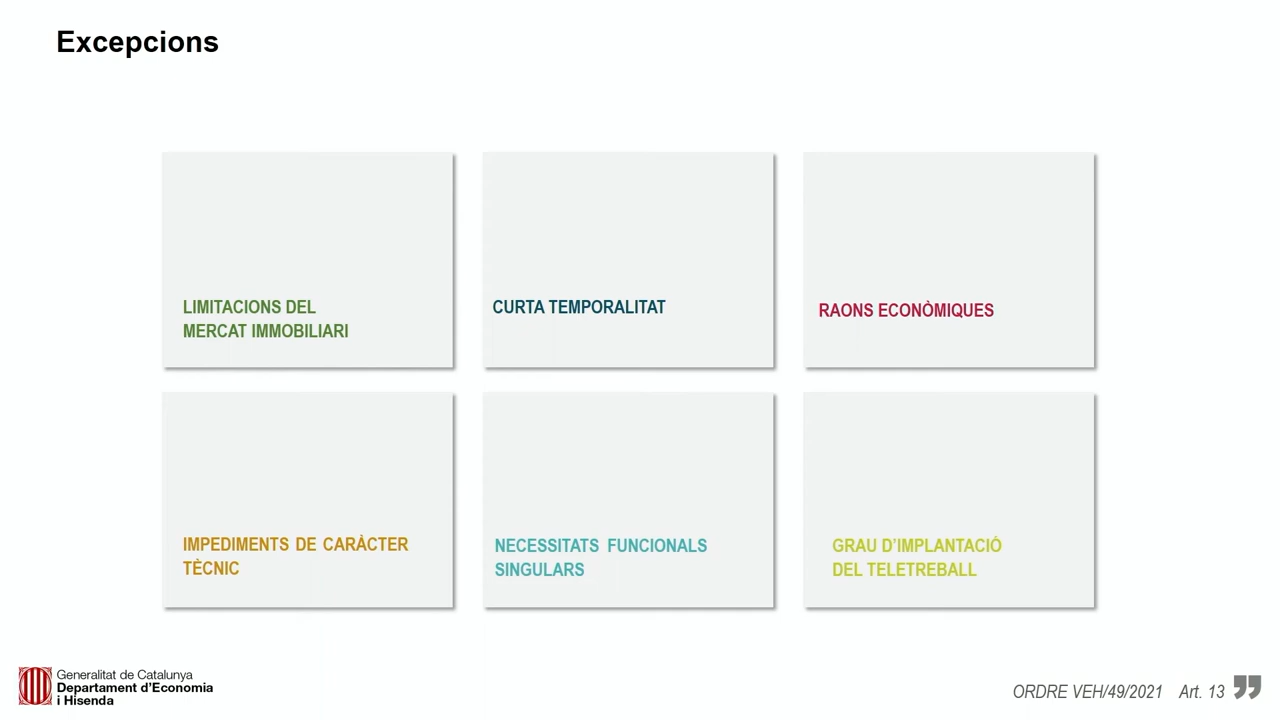 Excepcions
LIMITACIONS DEL
MERCAT IMMOBILIARI
CURTA TEMPORALITAT
RAONS ECONÒMIQUES
IMPEDIMENTS DE CARÀCTER
TÈCNIC
NECESSITATS FUNCIONALS
SINGULARS
GRAU D'IMPLANTACIÓ
DEL TELETREBALL
Generalitat de Catalunya
Departament d'Economia
i Hisenda
ORDRE VEH/49/2021 Art. 13 ”